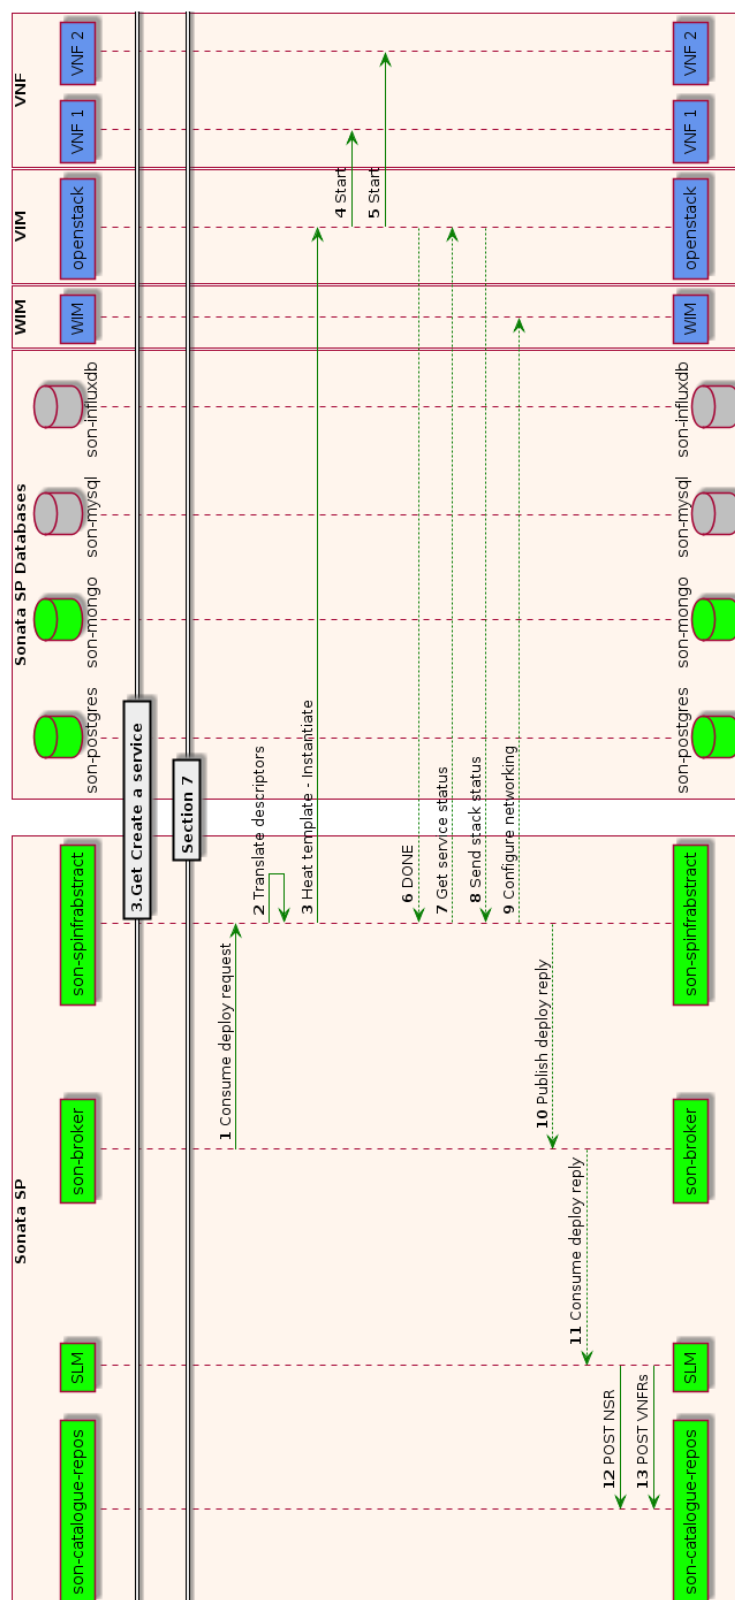 Sonata SP
Sonata SP Databases
WIM
VIM
VNF
son-catalogue-repos
SLM
son-broker
son-spinfrabstract
son-postgres
son-mongo
son-mysql
son-influxdb
WIM
openstack
VNF 1
VNF 2
3.Get Create a service
Section 7
1 Consume deploy request
2 Translate descriptors
3 Heat template - Instantiate
4 Start
5 Start
6 DONE
7 Get service status
8 Send stack status
9 Configure networking
10 Publish deploy reply
11 Consume deploy reply
12 POST NSR
13 POST VNFRs
son-catalogue-repos
SLM
son-broker
son-spinfrabstract
son-postgres
son-mongo
son-mysql
son-influxdb
WIM
openstack
VNF 1
VNF 2